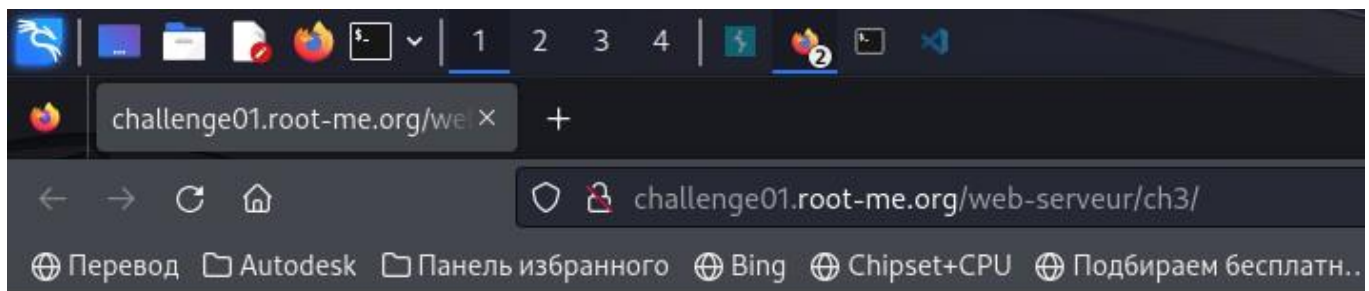 1 2 3 4 2
challenge01.root-me.org/we
challenge01.root-me.org/web-serveur/ch3/
Перевод Autodesk Панель избранного Bing Chipset+CPU Подбираем бесплатн..